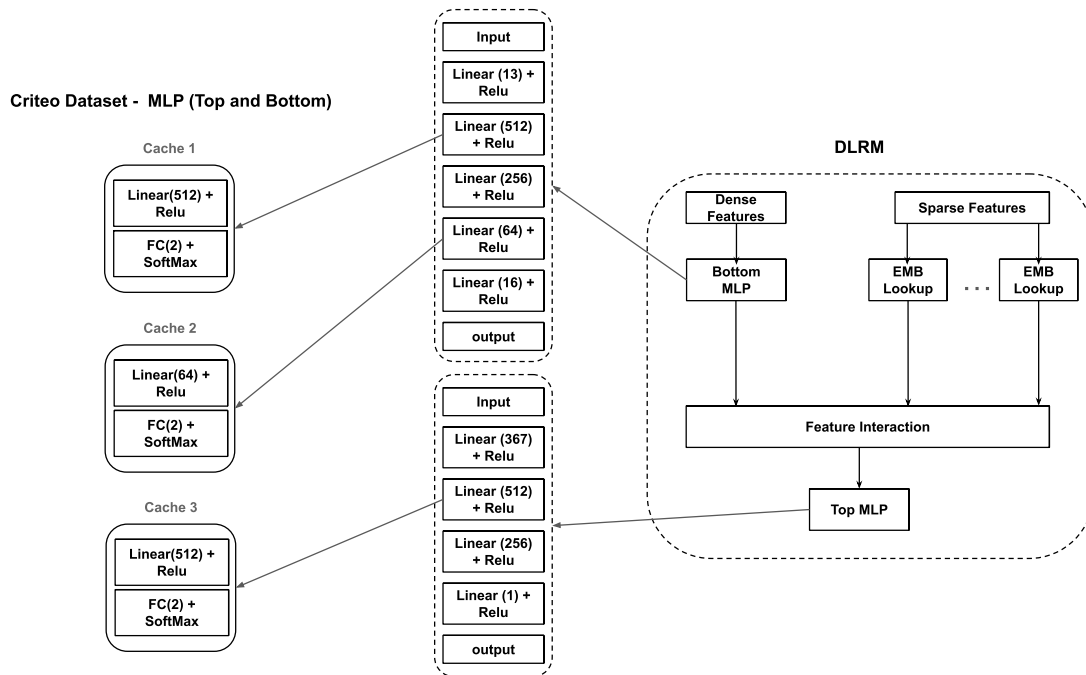 Criteo Dataset - MLP (Top and Bottom)
Cache 1
Linear(512) +
Relu
FC(2) +
SoftMax
Cache 2
Linear(64) +
Relu
FC(2) +
SoftMax
Cache 3
Linear(512) +
Relu
FC(2) +
SoftMax
Input
Linear (13) +
Relu
Linear (512)
+ Relu
Linear (256)
+ Relu
Linear (64) +
Relu
Linear (16) +
Relu
output
Input
Linear (367)
+ Relu
Linear (512)
+ Relu
Linear (256)
+ Relu
Linear (1) +
Relu
output
DLRM
Dense
Features
Sparse Features
Bottom
MLP
EMB
Lookup
...
EMB
Lookup
Feature Interaction
Top MLP